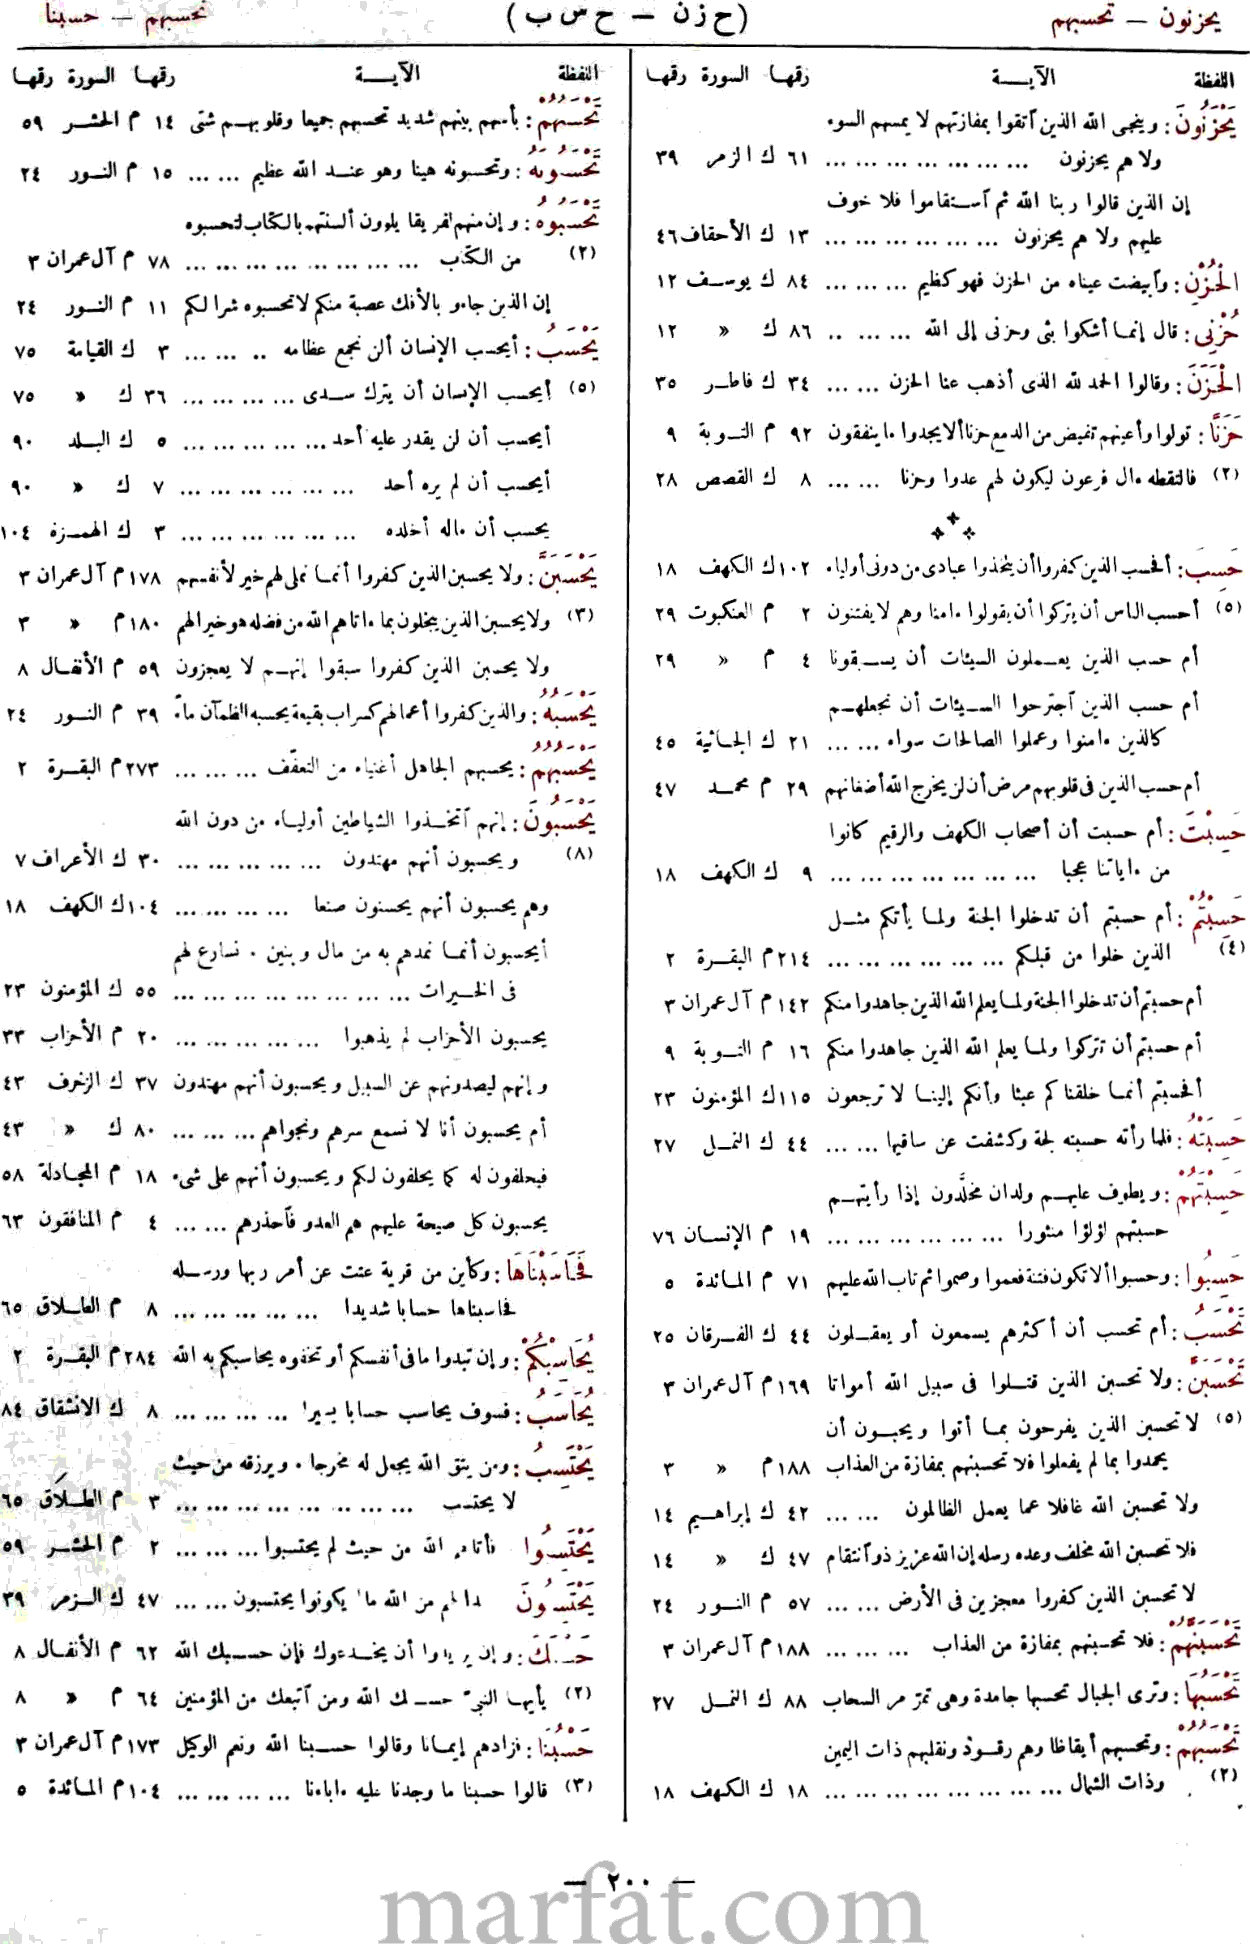 يحزنون — تحسبهم
(ح زن — ح س ب)
تحسبهم — حسبنا
اللفظة الآيــة رقمها السورة رقمها
يَحْزَنُونَ : وينجى الله الذين ٱتقوا بمفازتهم لا يمسهم السوء
ولا هم يحزنون ... ... ... ... ... ... ... ٦١ ك الزمر ٣٩
إن الذين قالوا ربنا الله ثم ٱستقاموا فلا خوف
عليهم ولا هم يحزنون ... ... ... ... ... ... ١٣ ك الأحقاف ٤٦
الْحُزْنِ : وٱبيضت عيناه من الحزن فهو كظيم ... ... ... ٨٤ ك يوسف ١٢
حُزْنِي : قال إنما أشكوا بثى وحزنى إلى الله ... ... .. ٨٦ ك » ١٢
الْحَزَنَ : وقالوا الحمد لله الذى أذهب عنا الحزن ... ... ٣٤ ك فاطر ٣٥
حَزَنًا : تولوا وأعينهم تفيض من الدمع حزنا ألا يجدوا ما ينفقون ٩٢ م التوبة ٩
(٢) فالتقطه ءال فرعون ليكون لهم عدوا وحزنا ... ... ٨ ك القصص ٢٨
حَسِبَ : أفحسب الذين كفروا أن يتخذوا عبادى من دونى أولياء ١٠٢ ك الكهف ١٨
(٥) أحسب الناس أن يتركوا أن يقولوا ءامنا وهم لا يفتنون ٢ م العنكبوت ٢٩
أم حسب الذين يعملون السيئات أن يسبقونا ٤ م » ٢٩
أم حسب الذين ٱجترحوا السيئات أن نجعلهم
كالذين ءامنوا وعملوا الصالحات سواء ... ... ٢١ ك الجاثية ٤٥
أم حسب الذين فى قلوبهم مرض أن لن يخرج الله أضغانهم ٢٩ م محمد ٤٧
حَسِبْتَ : أم حسبت أن أصحاب الكهف والرقيم كانوا
من ءاياتنا عجبا ... ... ... ... ... ... ... ٩ ك الكهف ١٨
حَسِبْتُمْ : أم حسبتم أن تدخلوا الجنة ولما يأتكم مثل
(٤) الذين خلوا من قبلكم ... ... ... ... ... ... ٢١٤ م البقرة ٢
أم حسبتم أن تدخلوا الجنة ولما يعلم الله الذين جاهدوا منكم ١٤٢ م آل عمران ٣
أم حسبتم أن تتركوا ولما يعلم الله الذين جاهدوا منكم ١٦ م التوبة ٩
أفحسبتم أنما خلقناكم عبثا وأنكم إلينا لا ترجعون ١١٥ ك المؤمنون ٢٣
حَسِبَتْهُ : فلما رأته حسبته لجة وكشفت عن ساقيها ... ... ٤٤ ك النمل ٢٧
حَسِبْتَهُمْ : ويطوف عليهم ولدان مخلَّدون إذا رأيتهم
حسبتهم لؤلؤا منثورا ... ... ... ... ... ... ١٩ م الإنسان ٧٦
حَسِبُوا : وحسبوا ألا تكون فتنة فعموا وصموا ثم تاب الله عليهم ٧١ م المائدة ٥
تَحْسَبُ : أم تحسب أن أكثرهم يسمعون أو يعقلون ٤٤ ك الفرقان ٢٥
تَحْسَبَنَّ : ولا تحسبن الذين قتلوا فى سبيل الله أمواتا ١٦٩ م آل عمران ٣
(٥) لا تحسبن الذين يفرحون بما أتوا ويحبون أن
يحمدوا بما لم يفعلوا فلا تحسبنهم بمفازة من العذاب ١٨٨ م » ٣
ولا تحسبن الله غافلا عما يعمل الظالمون ... ... ٤٢ ك إبراهيم ١٤
فلا تحسبن الله مخلف وعده رسله إن الله عزيز ذو ٱنتقام ٤٧ ك » ١٤
لا تحسبن الذين كفروا معجزين فى الأرض ... ... ٥٧ م النور ٢٤
تَحْسَبَنَّهُمْ : فلا تحسبنهم بمفازة من العذاب ... ... ... ١٨٨ م آل عمران ٣
تَحْسَبُهَا : وترى الجبال تحسبها جامدة وهى تمرّ مر السحاب ٨٨ ك النمل ٢٧
تَحْسَبُهُمْ : وتحسبهم أيقاظا وهم رقود ونقلبهم ذات اليمين
(٢) وذات الشمال ... ... ... ... ... ... ... ... ١٨ ك الكهف ١٨
اللفظة الآيــة رقمها السورة رقمها
تَحْسَبُهُمْ : بأسهم بينهم شديد تحسبهم جميعا وقلوبهم شتى ١٤ م الحشر ٥٩
تَحْسَبُونَهُ : وتحسبونه هينا وهو عند الله عظيم ... ... ١٥ م النور ٢٤
تَحْسَبُوهُ : وإن منهم لفريقا يلوون ألسنتهم بالكتاب لتحسبوه
(٢) من الكتاب ... ... ... ... ... ... ... ... ٧٨ م آل عمران ٣
إن الذين جاءو بالأفك عصبة منكم لا تحسبوه شرا لكم ١١ م النور ٢٤
يَحْسَبُ : أيحسب الإنسان ألن نجمع عظامه .. ... ... ٣ ك القيامة ٧٥
(٥) أيحسب الإنسان أن يترك سدى ... ... ... ... ٣٦ ك » ٧٥
أيحسب أن لن يقدر عليه أحد ... ... ... ... ... ٥ ك البلد ٩٠
أيحسب أن لم يره أحد ... ... ... ... ... ... ٧ ك » ٩٠
يحسب أن ماله أخلده ... ... ... ... ... ... ٣ ك الهمزة ١٠٤
يَحْسَبَنَّ : ولا يحسبن الذين كفروا أنما نملى لهم خير لأنفسهم ١٧٨ م آل عمران ٣
(٣) ولا يحسبن الذين يبخلون بما ءاتاهم الله من فضله هو خيرا لهم ١٨٠ م » ٣
ولا يحسبن الذين كفروا سبقوا إنهم لا يعجزون ٥٩ م الأنفال ٨
يَحْسَبُهُ : والذين كفروا أعمالهم كسراب بقيعة يحسبه الظمآن ماءً ٣٩ م النور ٢٤
يَحْسَبُهُمُ : يحسبهم الجاهل أغنياء من التعفّف ... ... ... ٢٧٣ م البقرة ٢
يَحْسَبُونَ : إنهم ٱتخذوا الشياطين أولياء من دون الله
(٨) ويحسبون أنهم مهتدون ... ... ... ... ... ٣٠ ك الأعراف ٧
وهم يحسبون أنهم يحسنون صنعا ... ... ... ... ١٠٤ ك الكهف ١٨
أيحسبون أنما نمدهم به من مال وبنين . نسارع لهم
فى الخيرات ... ... ... ... ... ... ... ... ٥٥ ك المؤمنون ٢٣
يحسبون الأحزاب لم يذهبوا ... ... ... ... ... ٢٠ م الأحزاب ٣٣
وإنهم ليصدونهم عن السبيل ويحسبون أنهم مهتدون ٣٧ ك الزخرف ٤٣
أم يحسبون أنا لا نسمع سرهم ونجواهم ... ... ... ٨٠ ك » ٤٣
فيحلفون له كما يحلفون لكم ويحسبون أنهم على شىء ١٨ م المجادلة ٥٨
يحسبون كل صيحة عليهم هم العدو فٱحذرهم ... ... ٤ م المنافقون ٦٣
فَحَاسَبْنَاهَا : وكأين من قرية عتت عن أمر ربها ورسله
فحاسبناها حسابا شديدا ... ... ... ... ... ٨ م الطلاق ٦٥
يُحَاسِبْكُمْ : وإن تبدوا ما فى أنفسكم أو تخفوه يحاسبكم به الله ٢٨٤ م البقرة ٢
يُحَاسَبُ : فسوف يحاسب حسابا يسيرا ... ... ... ... ٨ ك الانشقاق ٨٤
يَحْتَسِبُ : ومن يتق الله يجعل له مخرجا . ويرزقه من حيث
لا يحتسب ... ... ... ... ... ... ... ... ٣ م الطلاق ٦٥
يَحْتَسِبُوا فأتاهم الله من حيث لم يحتسبوا ... ... ... ٢ م الحشر ٥٩
يَحْتَسِبُونَ دا لهم من الله ما يكونوا يحتسبون ... ... ٤٧ ك الزمر ٣٩
حَسْبَكَ : وإن يريدوا أن يخدعوك فإن حسبك الله ٦٢ م الأنفال ٨
(٢) يأيها النبىّ حسبك الله ومن ٱتبعك من المؤمنين ٦٤ م » ٨
حَسْبُنَا : فزادهم إيمانا وقالوا حسبنا الله ونعم الوكيل ١٧٣ م آل عمران ٣
(٣) قالوا حسبنا ما وجدنا عليه ءاباءنا ... ... ... ... ١٠٤ م المائدة ٥
— ٢٠٠ —
marfat.com